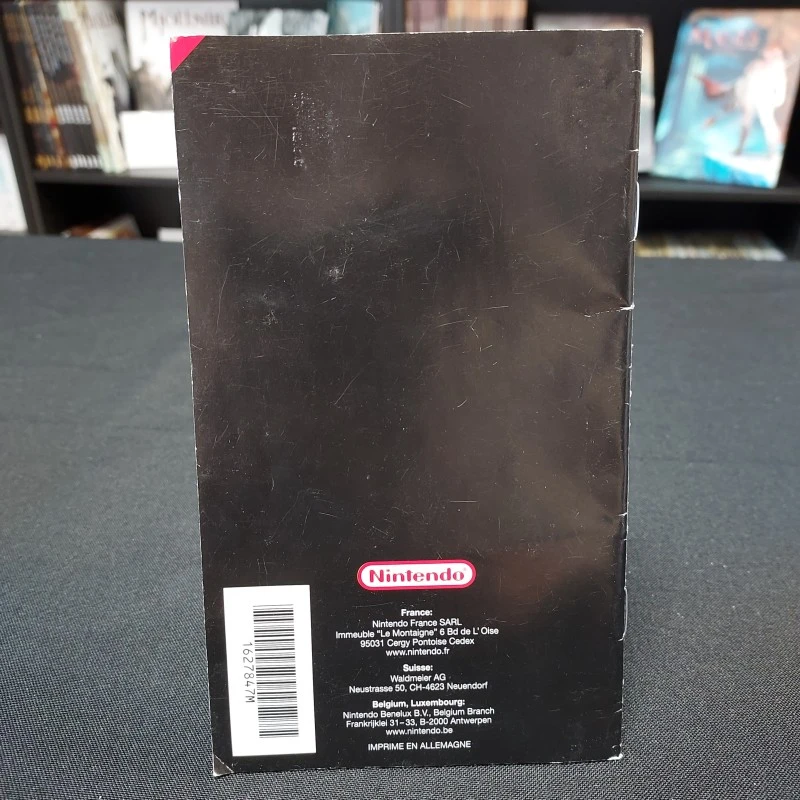 Nintendo
France:
Nintendo France SARL
Immeuble "Le Montaigne" 6 Bd de L' Oise
95031 Cergy Pontoise Cedex
www.nintendo.fr
Suisse:
Waldmeier AG
Neustrasse 50, CH-4623 Neuendorf
Belgium, Luxembourg:
Nintendo Benelux B.V., Belgium Branch
Frankrijklei 31–33, B-2000 Antwerpen
www.nintendo.be
IMPRIME EN ALLEMAGNE
1627847M